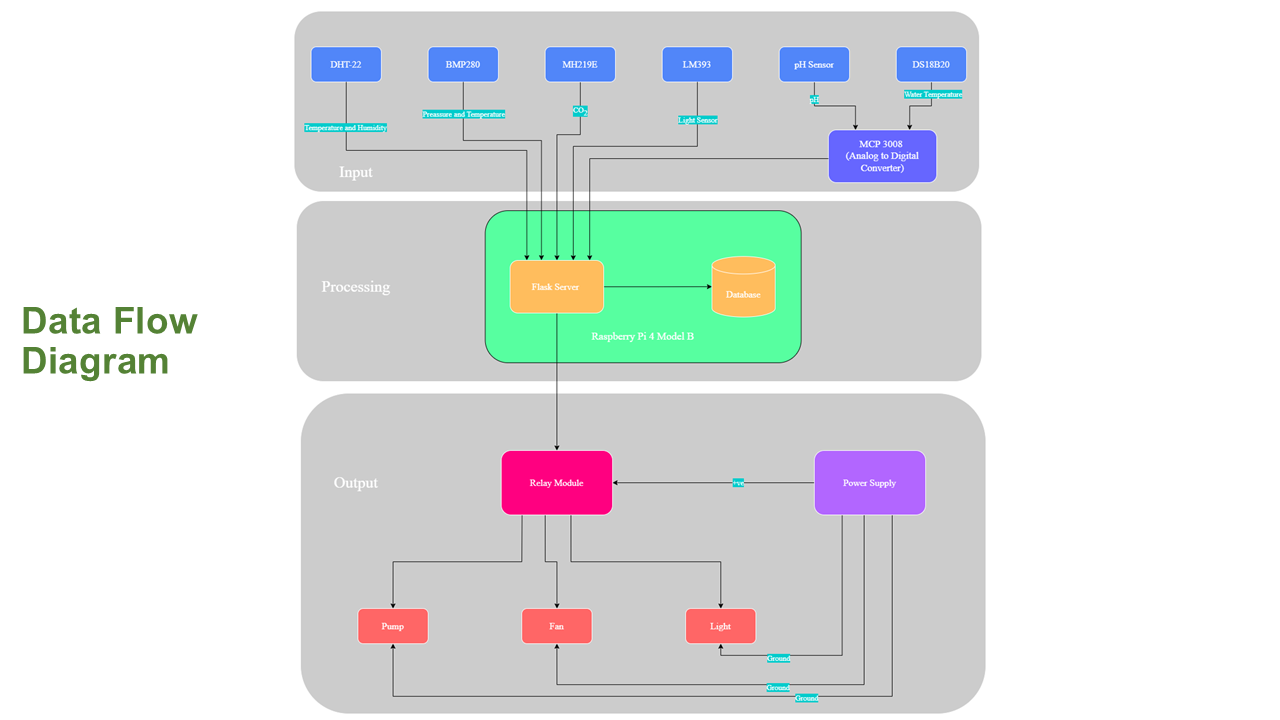 DHT-22
BMP280
MH219E
LM393
pH Sensor
DS18B20
Water Temperature
pH
CO2
Preassure and Temperature
Light Sensor
Temperature and Humidity
MCP 3008
(Analog to Digital
Converter)
Input
Processing
Flask Server
Database
Raspberry Pi 4 Model B
Data Flow
Diagram
Output
Relay Module
Power Supply
Pump
Fan
Light
Ground
Ground
Ground